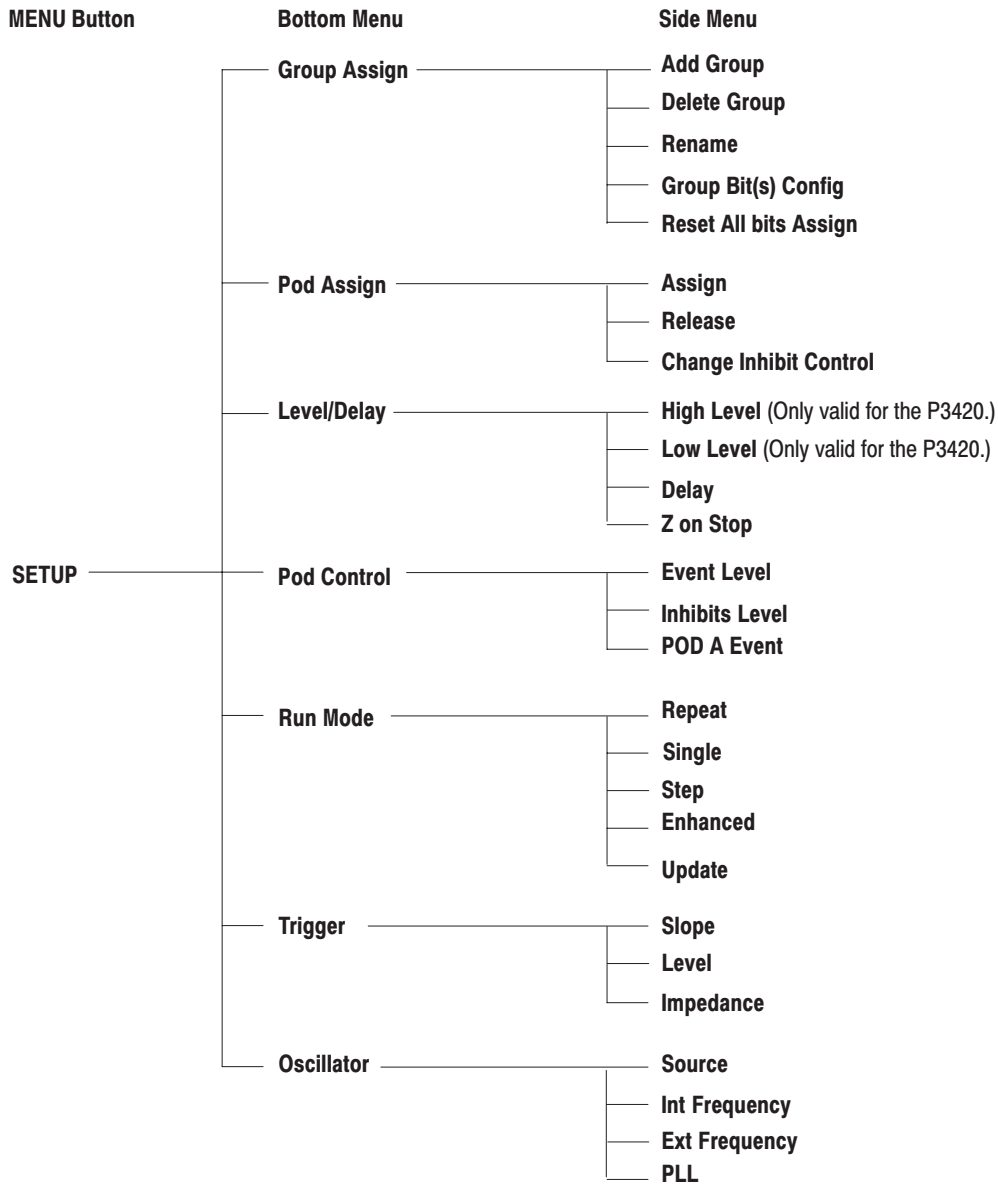 MENU Button Bottom Menu Side Menu
Group Assign Add Group
Delete Group
Rename
Group Bit(s) Config
Reset All bits Assign
Pod Assign Assign
Release
Change Inhibit Control
Level/Delay High Level (Only valid for the P3420.)
Low Level (Only valid for the P3420.)
Delay
Z on Stop
SETUP Pod Control Event Level
Inhibits Level
POD A Event
Run Mode Repeat
Single
Step
Enhanced
Update
Trigger Slope
Level
Impedance
Oscillator Source
Int Frequency
Ext Frequency
PLL